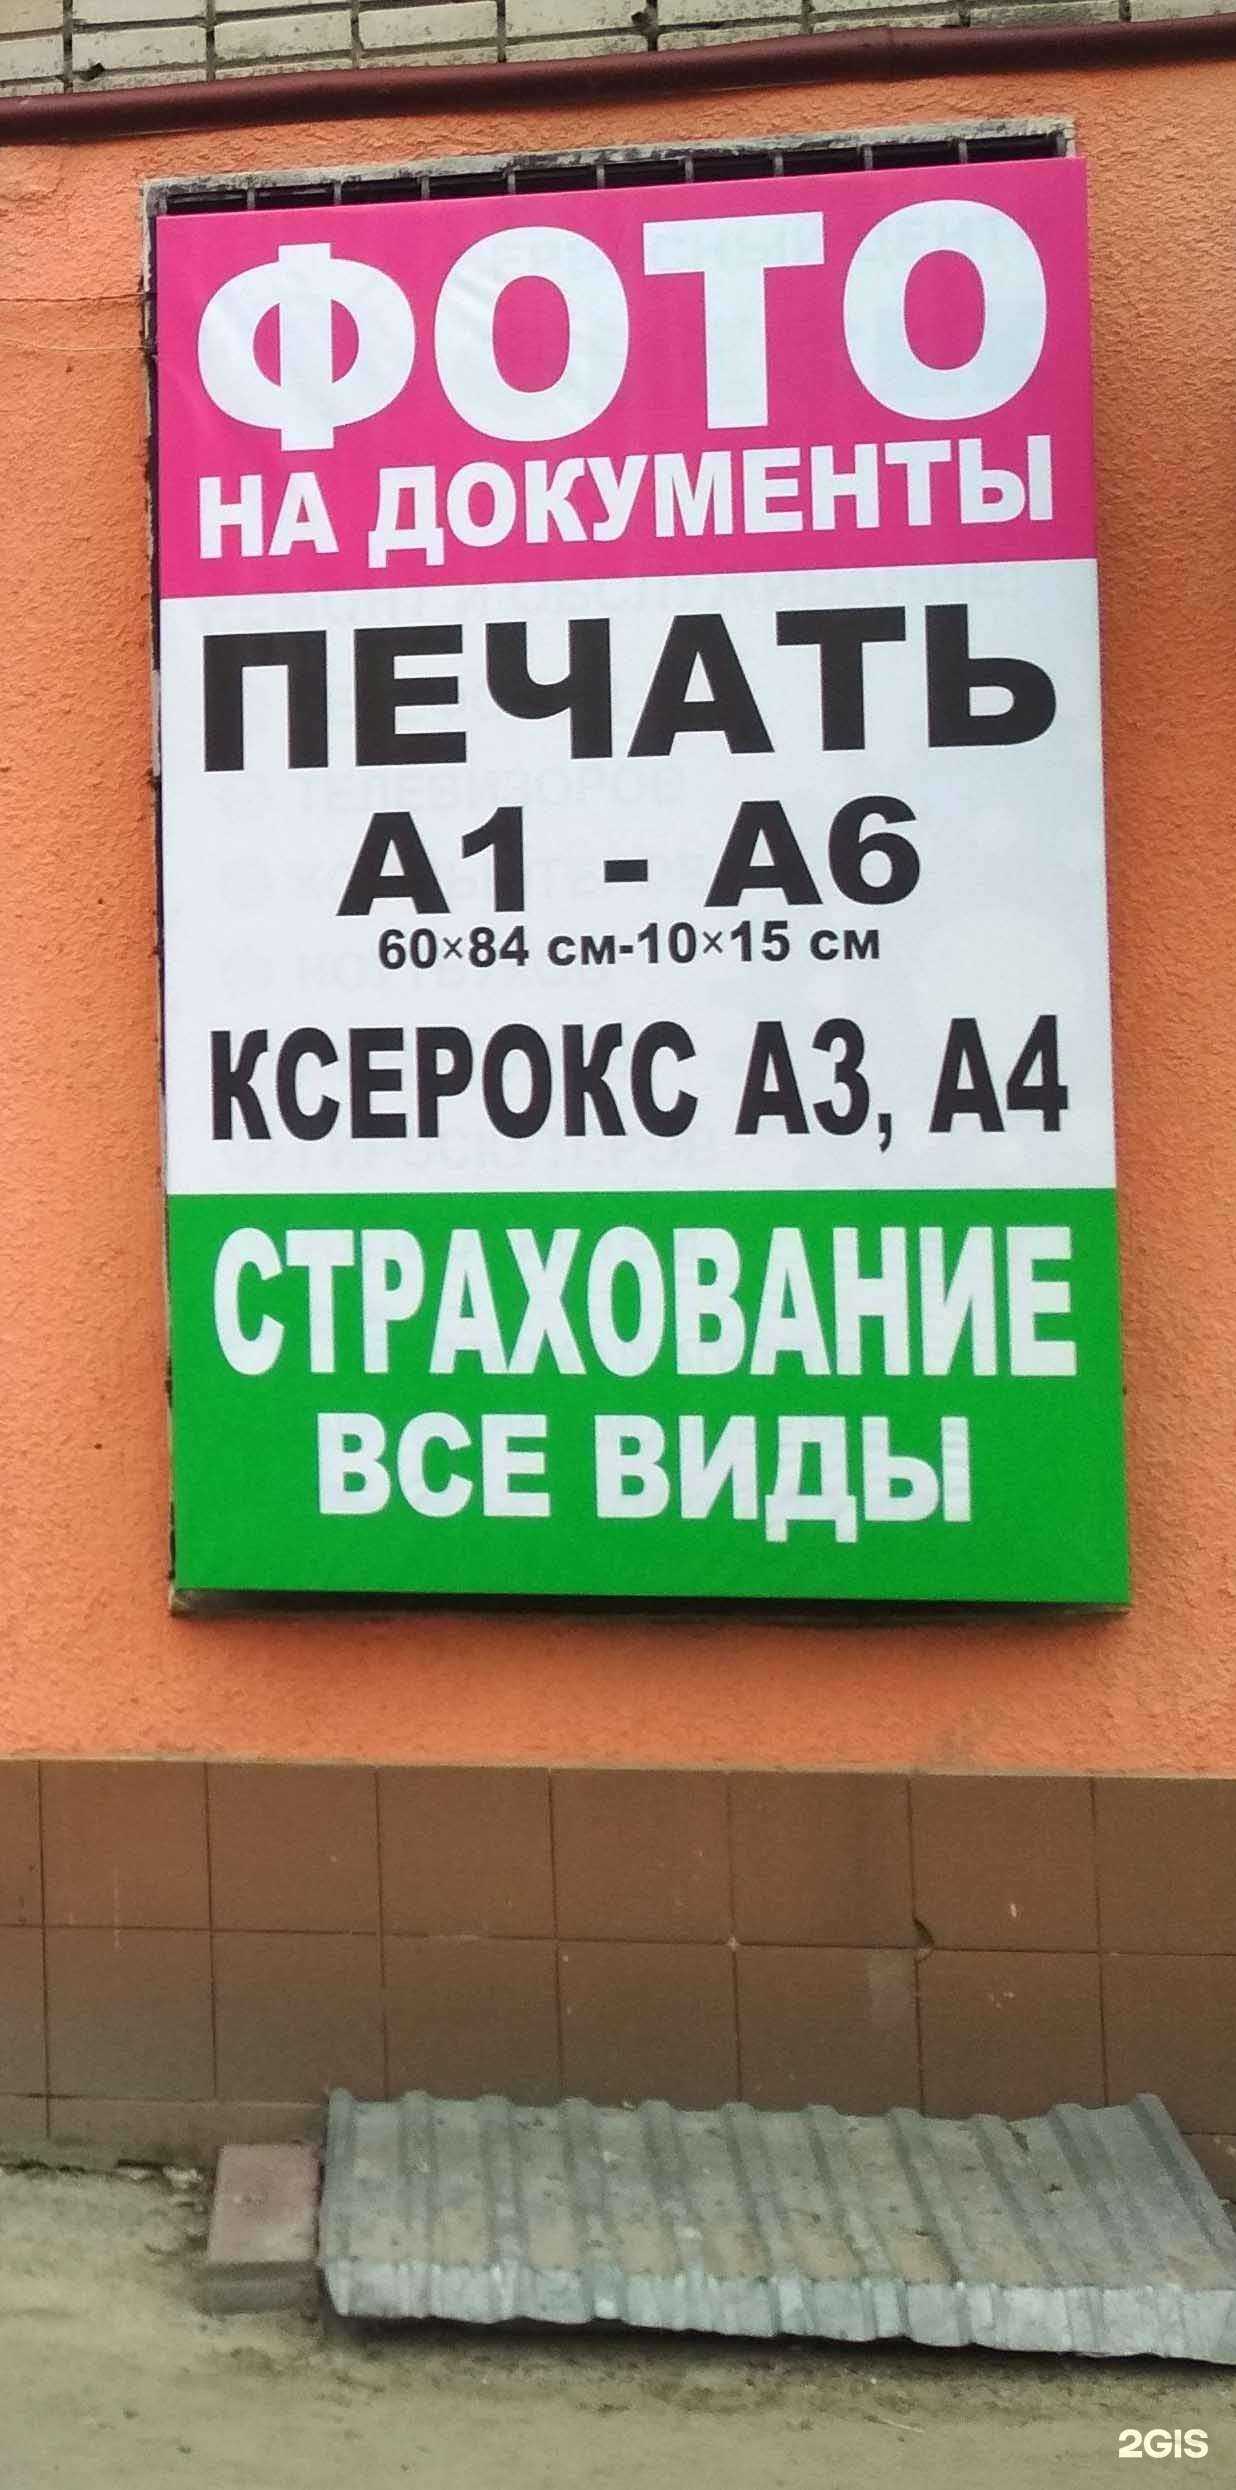 ФОТО
НА ДОКУМЕНТЫ
ПЕЧАТЬ
А1 - А6
60×84 см-10×15 см
КСЕРОКС А3, А4
СТРАХОВАНИЕ
ВСЕ ВИДЫ
2GIS